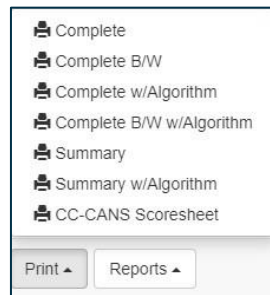 Complete
Complete B/W
Complete w/Algorithm
Complete B/W w/Algorithm
Summary
Summary w/Algorithm
CC-CANS Scoresheet
Print Reports